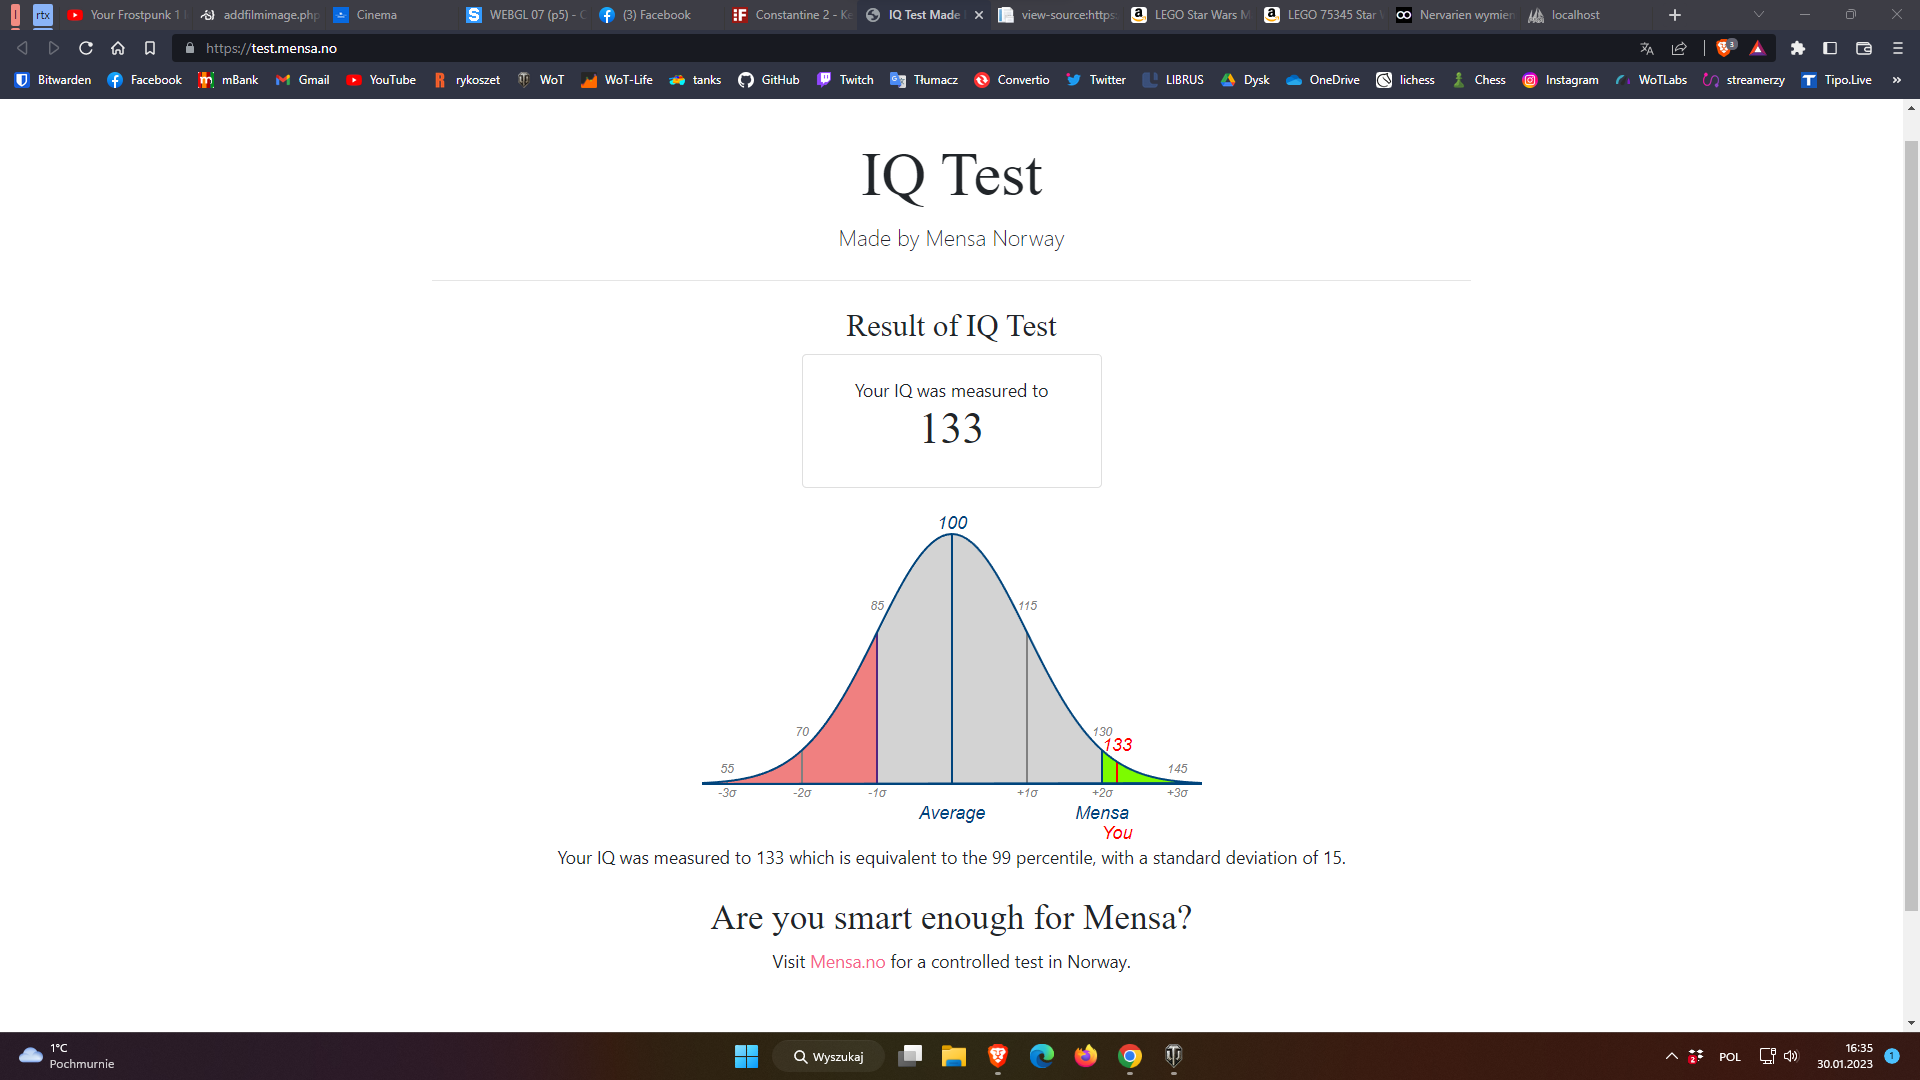 I
rtx
Your Frostpunk 1
addfilmimage.php
Cinema
WEBGL 07 (p5) - C
(3) Facebook
Constantine 2 - Ke
IQ Test Made
view-source:https:
LEGO Star Wars M
LEGO 75345 Star
Nervarien wymien
localhost
https://test.mensa.no
3
Bitwarden
Facebook
mBank
Gmail
YouTube
rykoszet
WoT
WoT-Life
tanks
GitHub
Twitch
Tłumacz
Convertio
Twitter
LIBRUS
Dysk
OneDrive
lichess
Chess
Instagram
WoTLabs
streamerzy
Tipo.Live
»
IQ Test
Made by Mensa Norway
Result of IQ Test
Your IQ was measured to
133
100
85
115
70
130
133
55
145
-3σ
-2σ
-1σ
+1σ
+2σ
+3σ
Average
Mensa
You
Your IQ was measured to 133 which is equivalent to the 99 percentile, with a standard deviation of 15.
Are you smart enough for Mensa?
Visit Mensa.no for a controlled test in Norway.
1°C
Pochmurnie
Wyszukaj
2
POL
16:35
30.01.2023
1